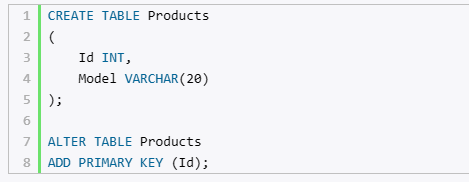 1 CREATE TABLE Products
2 (
3     Id INT,
4     Model VARCHAR(20)
5 );
6
7 ALTER TABLE Products
8 ADD PRIMARY KEY (Id);